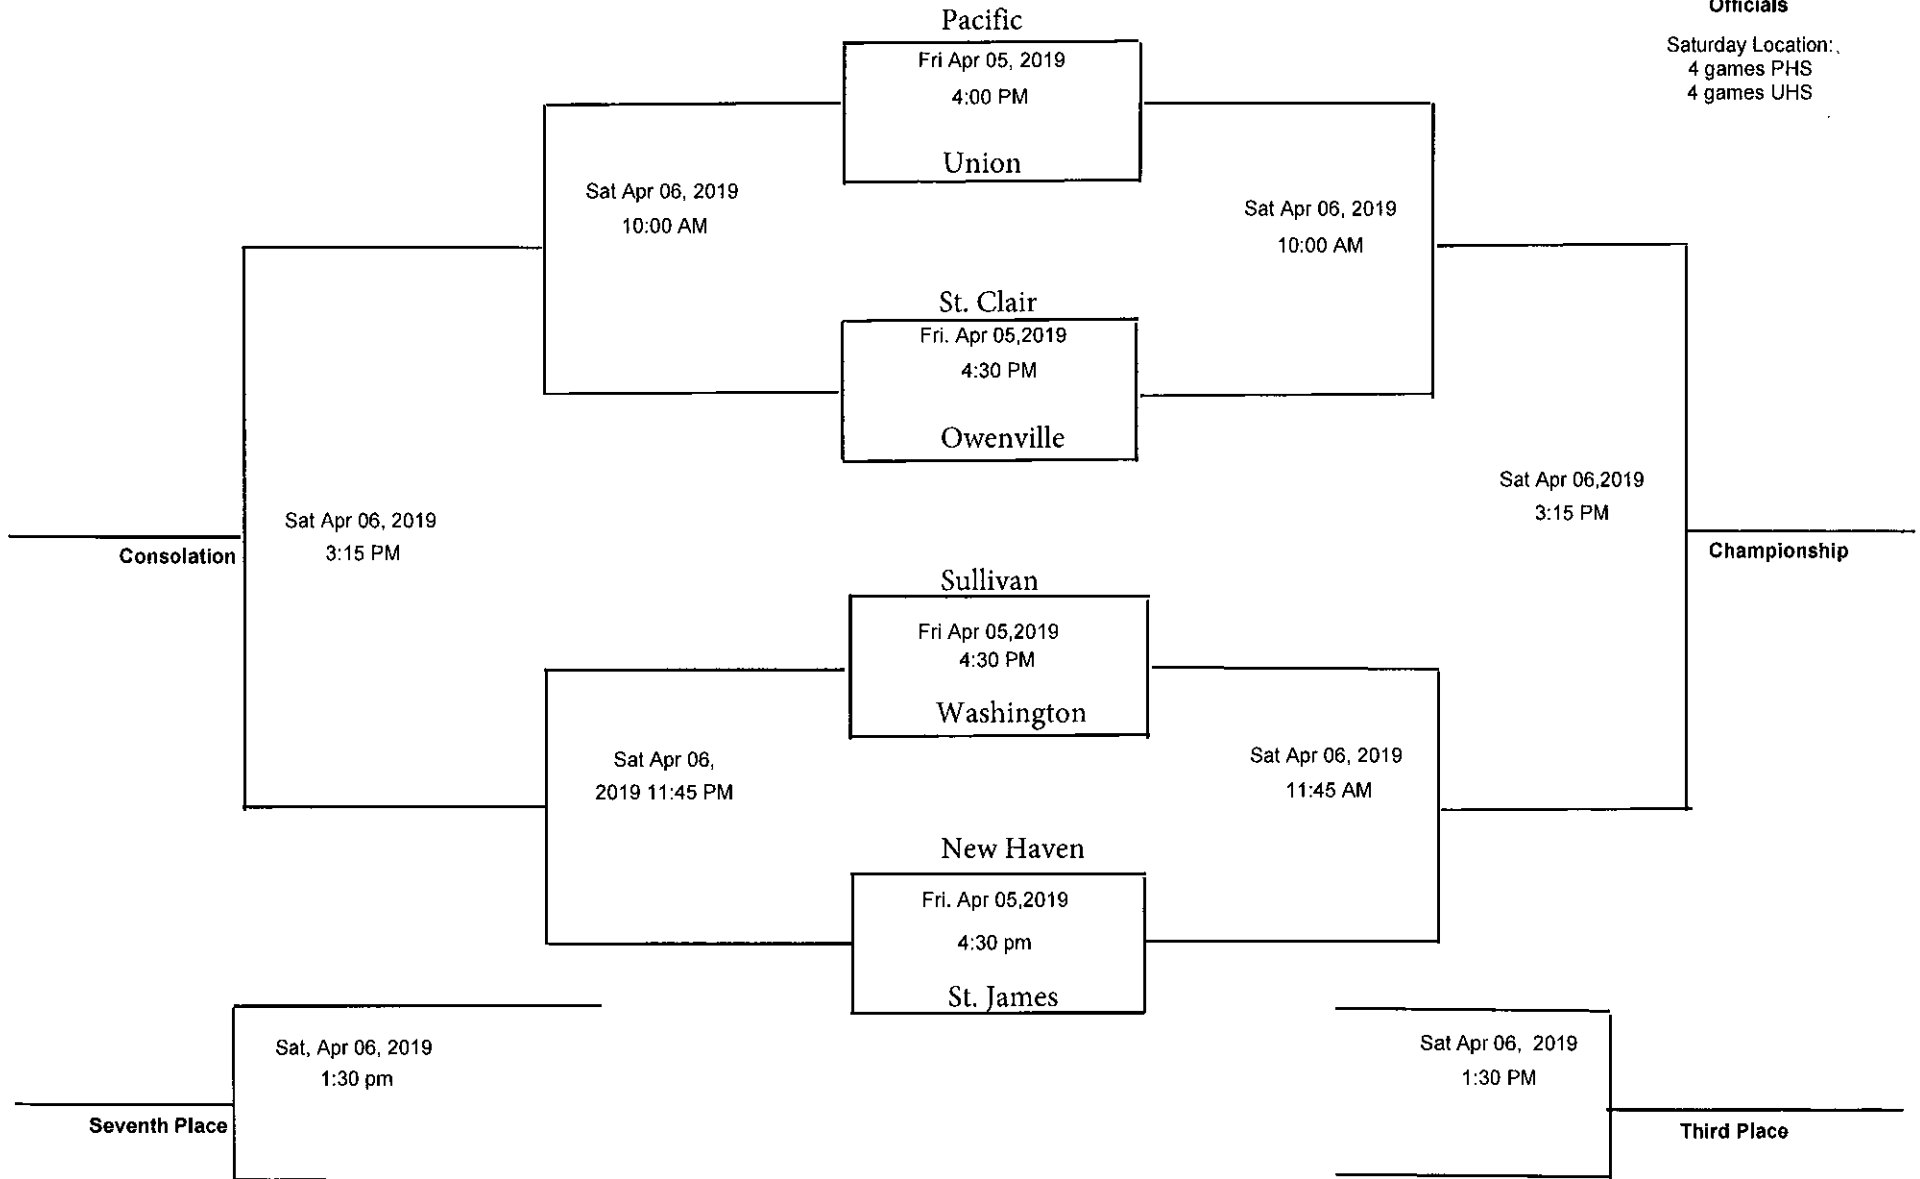 Officials
Saturday Location:
4 games PHS
4 games UHS
Pacific
Fri Apr 05, 2019
4:00 PM
Union
Sat Apr 06, 2019
10:00 AM
Sat Apr 06, 2019
10:00 AM
St. Clair
Fri. Apr 05,2019
4:30 PM
Owenville
Sat Apr 06, 2019
3:15 PM
Consolation
Sat Apr 06,2019
3:15 PM
Championship
Sullivan
Fri Apr 05,2019
4:30 PM
Washington
Sat Apr 06,
2019 11:45 PM
Sat Apr 06, 2019
11:45 AM
New Haven
Fri. Apr 05,2019
4:30 pm
St. James
Sat, Apr 06, 2019
1:30 pm
Seventh Place
Sat Apr 06, 2019
1:30 PM
Third Place